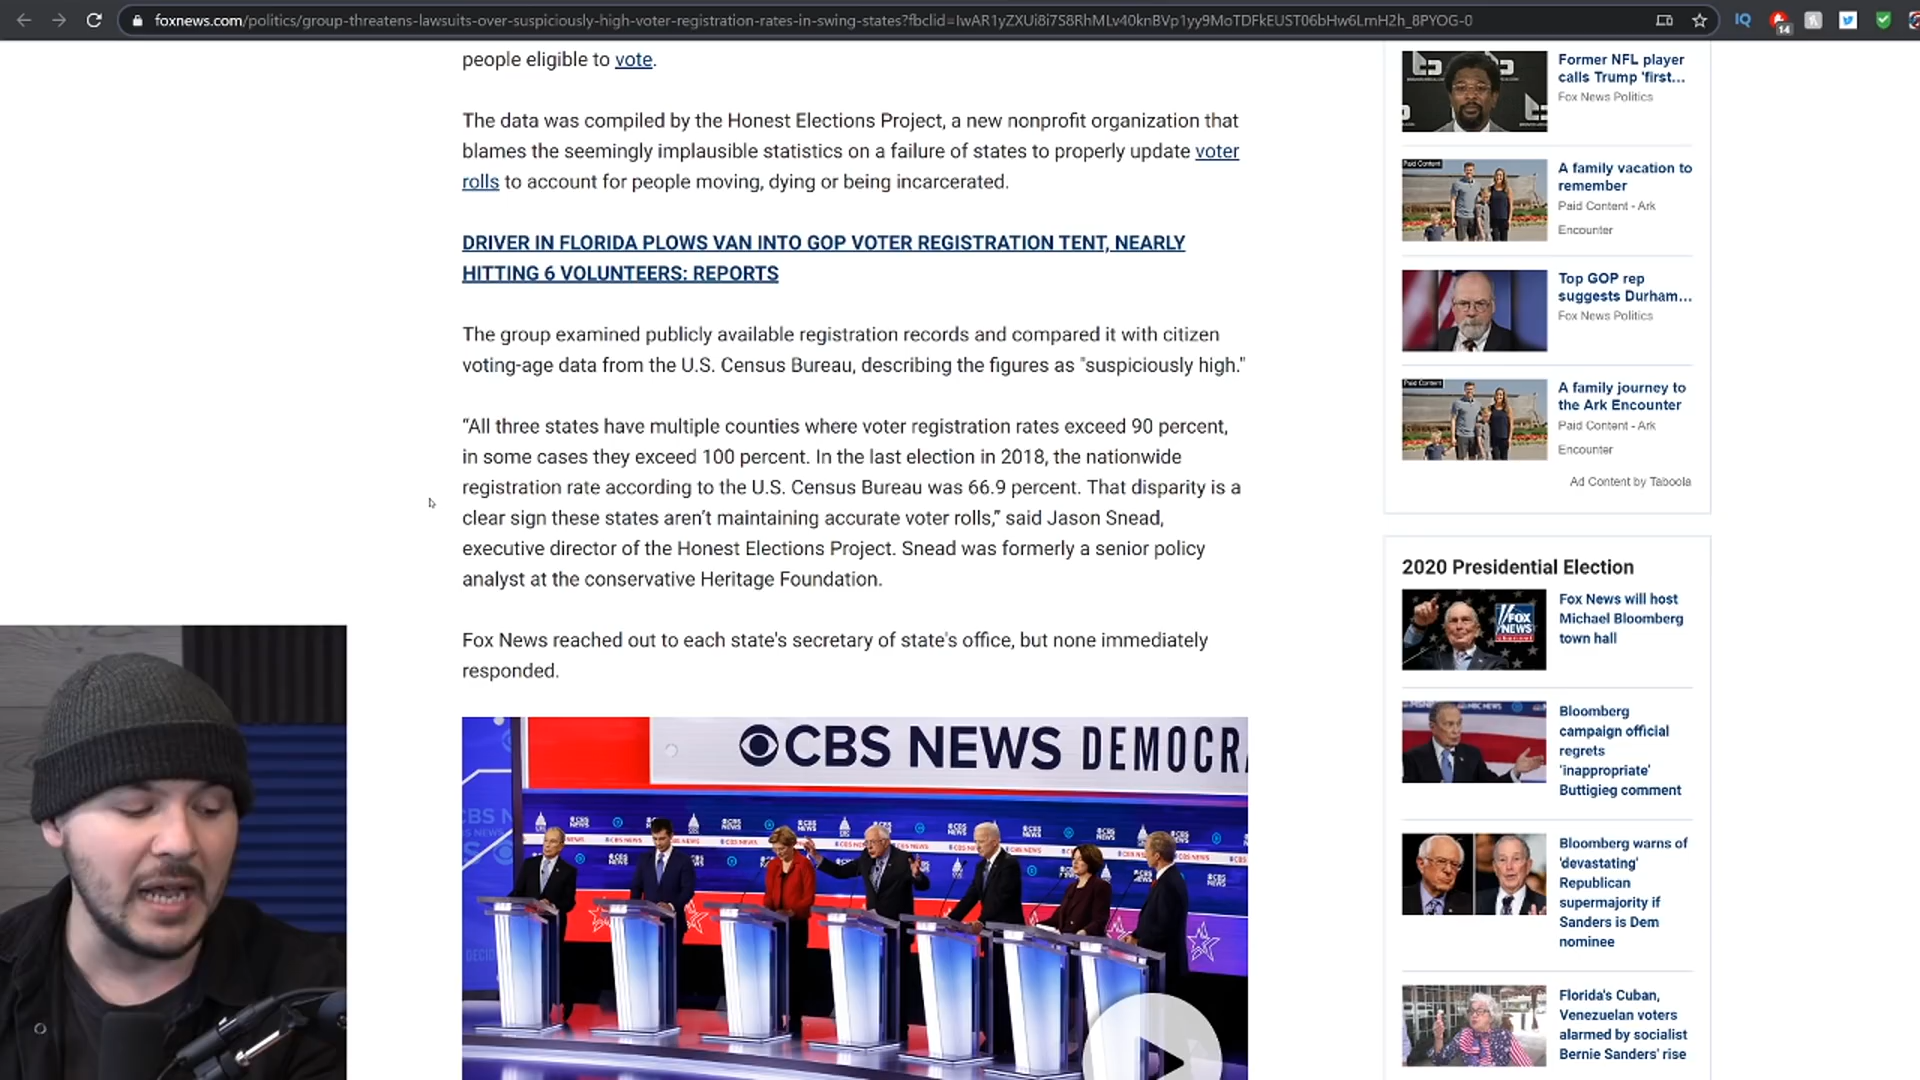 foxnews.com/politics/group-threatens-lawsuits-over-suspiciously-high-voter-registration-rates-in-swing-states?fbclid=IwAR1yZXUi8i7S8RhMLv40knBVp1yy9MoTDFkEUST06bHw6LmH2h_8PYOG-0
IQ
14
people eligible to vote.
The data was compiled by the Honest Elections Project, a new nonprofit organization that
blames the seemingly implausible statistics on a failure of states to properly update voter
rolls to account for people moving, dying or being incarcerated.
DRIVER IN FLORIDA PLOWS VAN INTO GOP VOTER REGISTRATION TENT, NEARLY
HITTING 6 VOLUNTEERS: REPORTS
The group examined publicly available registration records and compared it with citizen
voting-age data from the U.S. Census Bureau, describing the figures as "suspiciously high."
“All three states have multiple counties where voter registration rates exceed 90 percent,
in some cases they exceed 100 percent. In the last election in 2018, the nationwide
registration rate according to the U.S. Census Bureau was 66.9 percent. That disparity is a
clear sign these states aren’t maintaining accurate voter rolls,” said Jason Snead,
executive director of the Honest Elections Project. Snead was formerly a senior policy
analyst at the conservative Heritage Foundation.
Fox News reached out to each state's secretary of state's office, but none immediately
responded.
CBS NEWS DEMOCRA
CBS NEWS
Former NFL player
calls Trump 'first...
Fox News Politics
Paid Content
A family vacation to
remember
Paid Content - Ark
Encounter
Top GOP rep
suggests Durham...
Fox News Politics
Paid Content
A family journey to
the Ark Encounter
Paid Content - Ark
Encounter
Ad Content by Taboola
2020 Presidential Election
FOX
NEWS
channel
Fox News will host
Michael Bloomberg
town hall
Bloomberg
campaign official
regrets
'inappropriate'
Buttigieg comment
Bloomberg warns of
'devastating'
Republican
supermajority if
Sanders is Dem
nominee
Florida's Cuban,
Venezuelan voters
alarmed by socialist
Bernie Sanders' rise